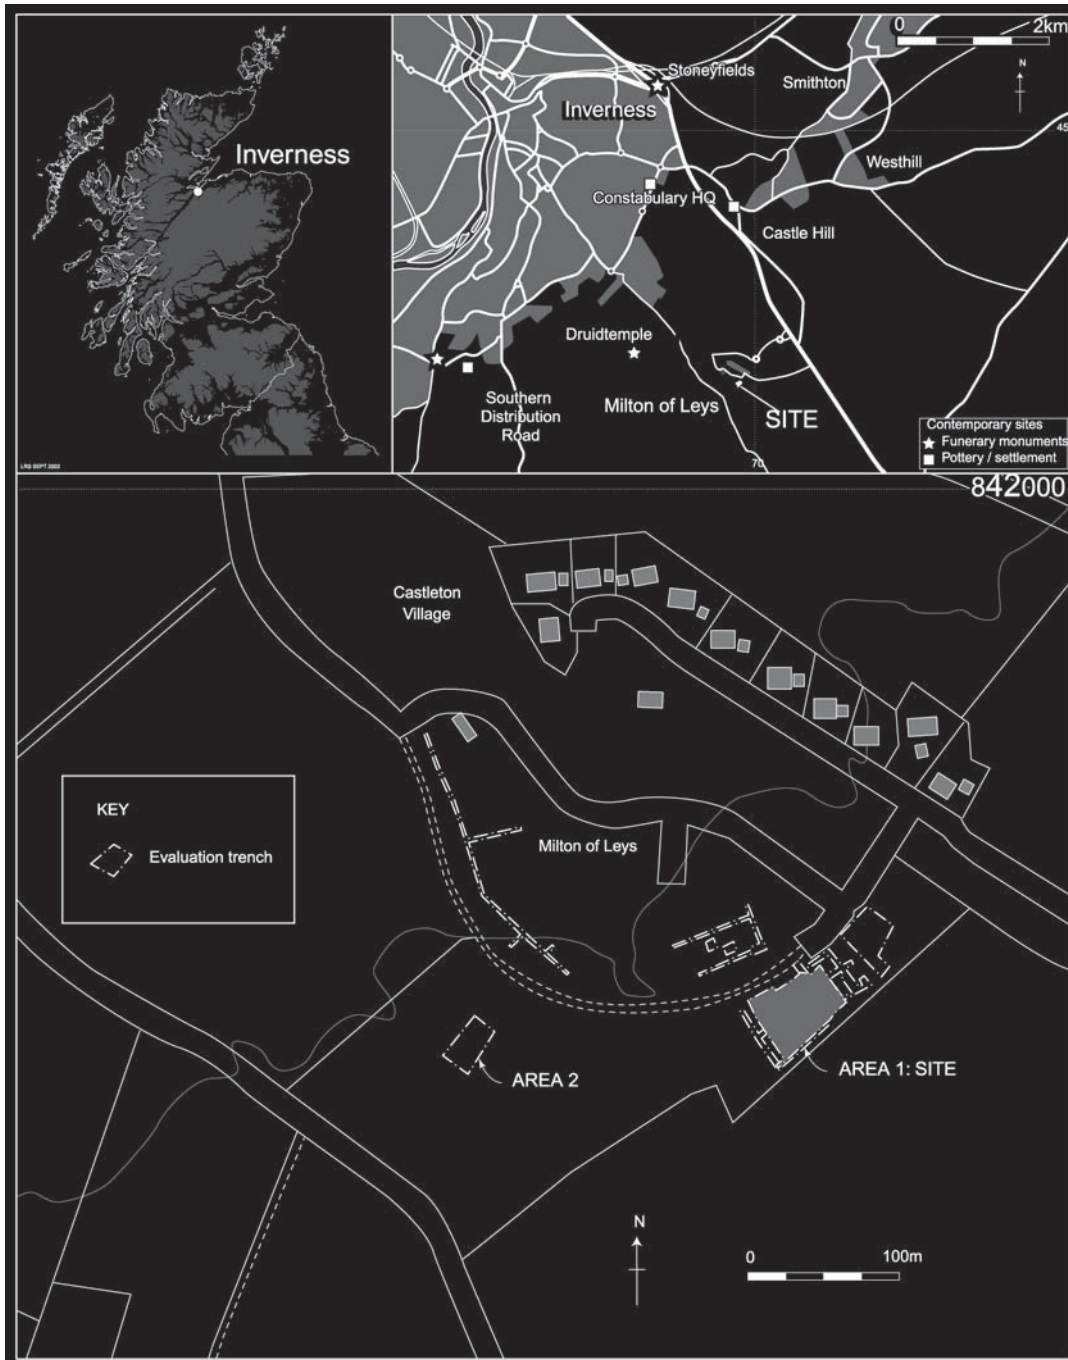 Inverness
LRB SEPT 2002
0 2km
N
Stoneyfields
Smithton
Inverness
45
Westhill
Constabulary HQ
Castle Hill
Druidtemple
Milton of Leys
SITE
Southern
Distribution
Road
70
Contemporary sites
Funerary monuments
Pottery / settlement
842000
Castleton
Village
KEY
Evaluation trench
Milton of Leys
AREA 2
AREA 1: SITE
N
0 100m